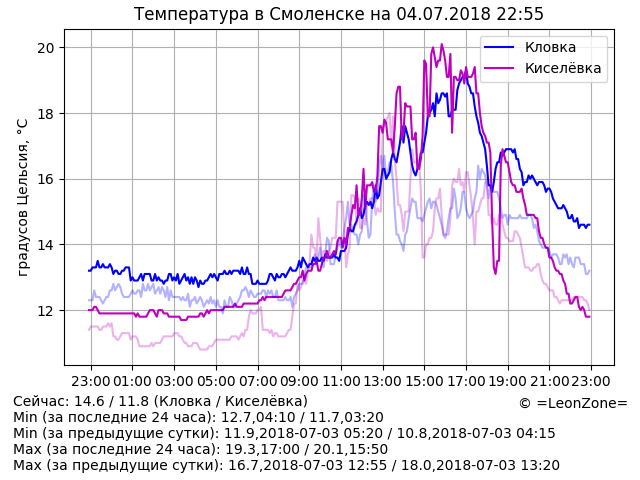 Температура в Смоленске на 04.07.2018 22:55
Кловка
Киселёвка
градусов Цельсия, °C
20
18
16
14
12
23:00 01:00 03:00 05:00 07:00 09:00 11:00 13:00 15:00 17:00 19:00 21:00 23:00
Сейчас: 14.6 / 11.8 (Кловка / Киселёвка)
© =LeonZone=
Min (за последние 24 часа): 12.7,04:10 / 11.7,03:20
Min (за предыдущие сутки): 11.9,2018-07-03 05:20 / 10.8,2018-07-03 04:15
Max (за последние 24 часа): 19.3,17:00 / 20.1,15:50
Max (за предыдущие сутки): 16.7,2018-07-03 12:55 / 18.0,2018-07-03 13:20